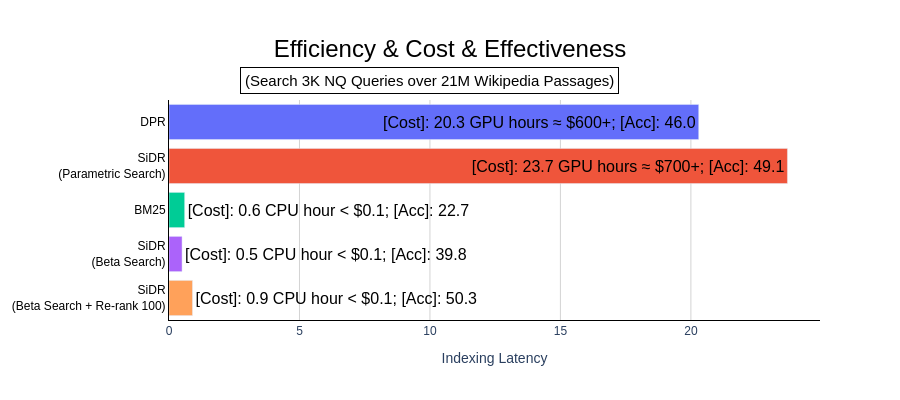 Efficiency & Cost & Effectiveness
(Search 3K NQ Queries over 21M Wikipedia Passages)
DPR
[Cost]: 20.3 GPU hours ≈ $600+; [Acc]: 46.0
SiDR
(Parametric Search)
[Cost]: 23.7 GPU hours ≈ $700+; [Acc]: 49.1
BM25
[Cost]: 0.6 CPU hour < $0.1; [Acc]: 22.7
SiDR
(Beta Search)
[Cost]: 0.5 CPU hour < $0.1; [Acc]: 39.8
SiDR
(Beta Search + Re-rank 100)
[Cost]: 0.9 CPU hour < $0.1; [Acc]: 50.3
0 5 10 15 20
Indexing Latency